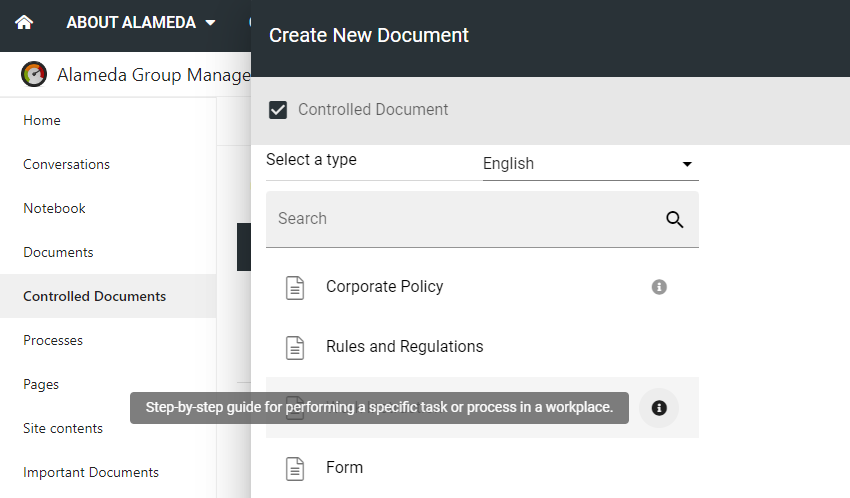 ABOUT ALAMEDA
Create New Document
Alameda Group Manage
Controlled Document
Home
Conversations
Notebook
Documents
Controlled Documents
Processes
Pages
Site contents
Important Documents
Select a type
English
Search
Corporate Policy
Rules and Regulations
Step-by-step guide for performing a specific task or process in a workplace.
Form